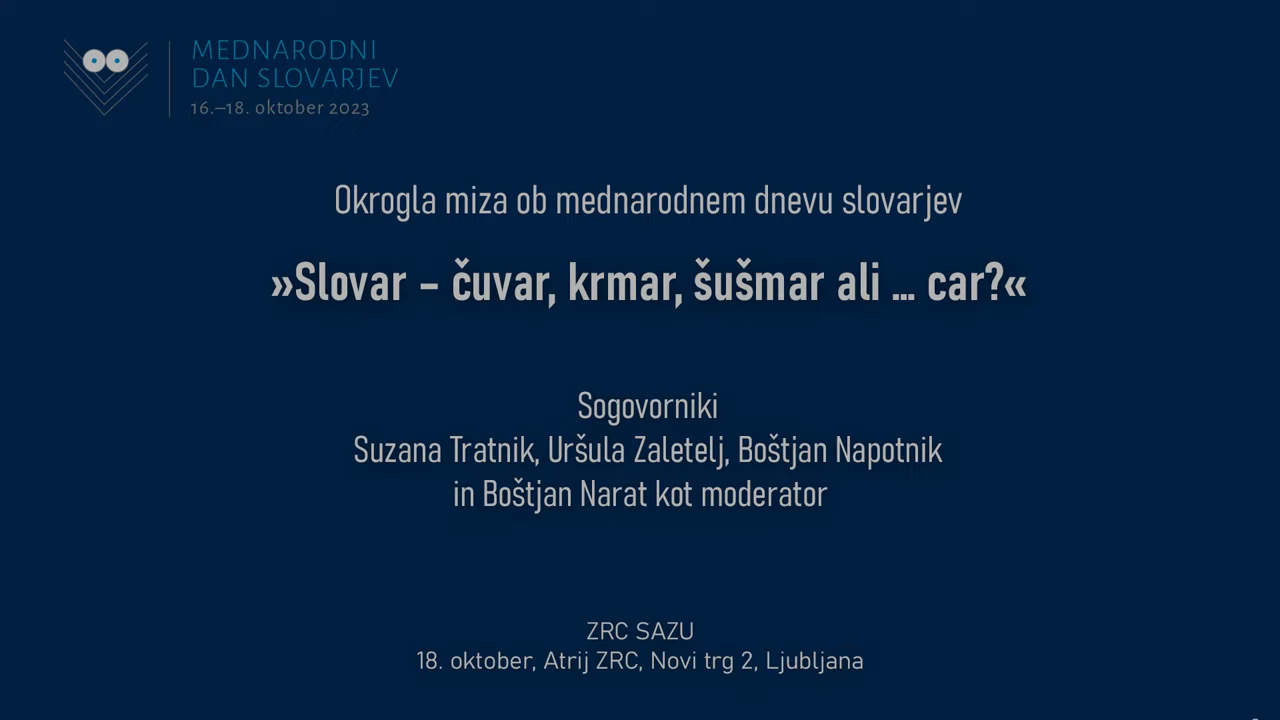 MEDNARODNI
DAN SLOVARJEV
16.–18. oktober 2023
Okrogla miza ob mednarodnem dnevu slovarjev
»Slovar – čuvar, krmar, šušmar ali ... car?«
Sogovorniki
Suzana Tratnik, Uršula Zaletelj, Boštjan Napotnik
in Boštjan Narat kot moderator
ZRC SAZU
18. oktober, Atrij ZRC, Novi trg 2, Ljubljana